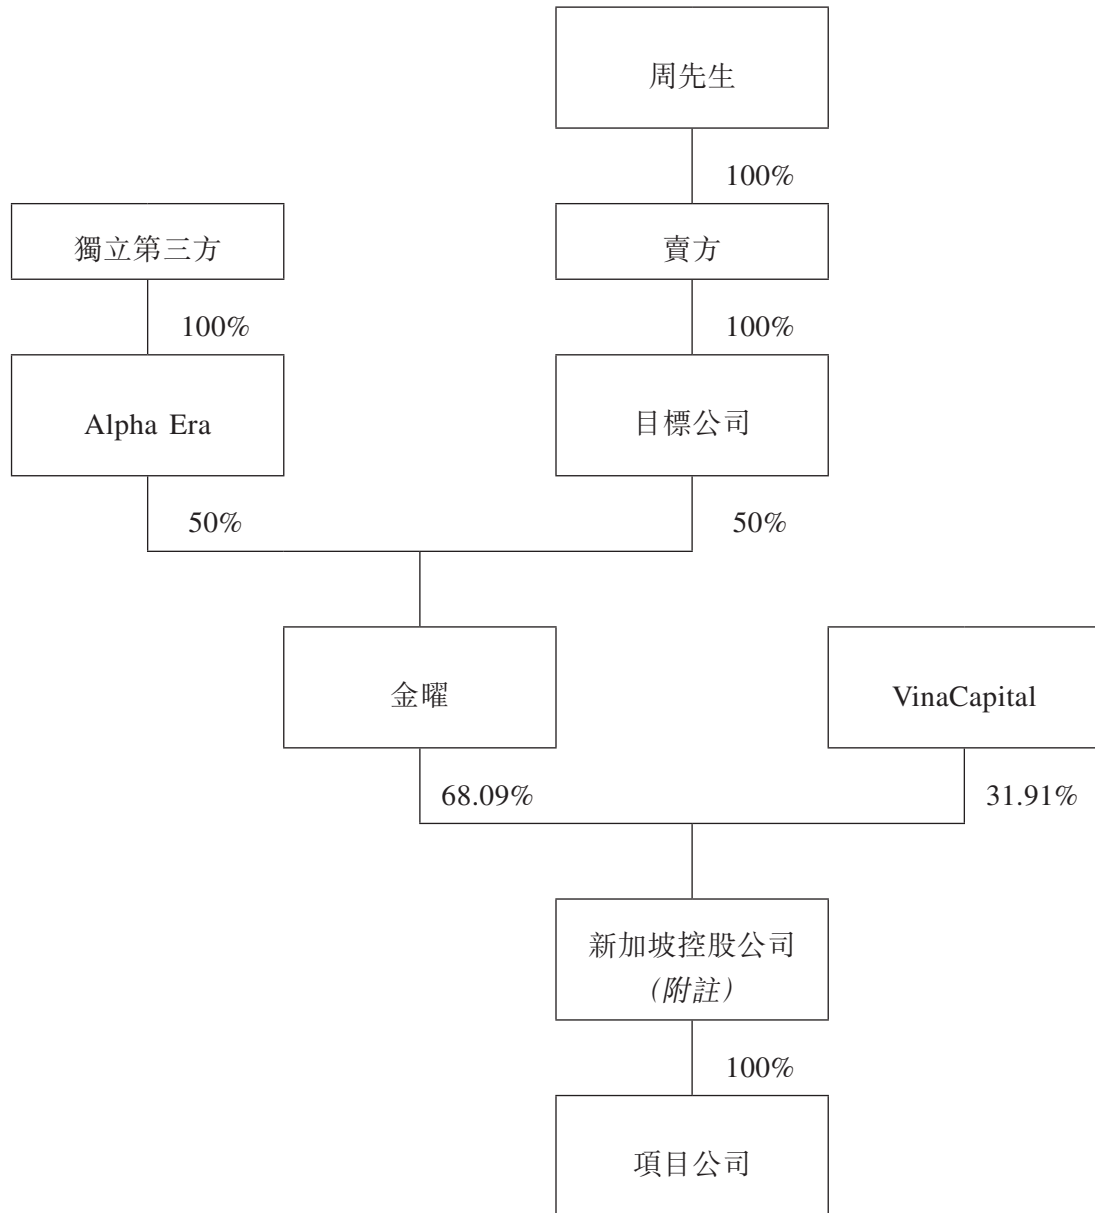 周先生
100%
獨立第三方
賣方
100%
100%
Alpha Era
目標公司
50%
50%
金曜
VinaCapital
68.09%
31.91%
新加坡控股公司
（附註）
100%
項目公司